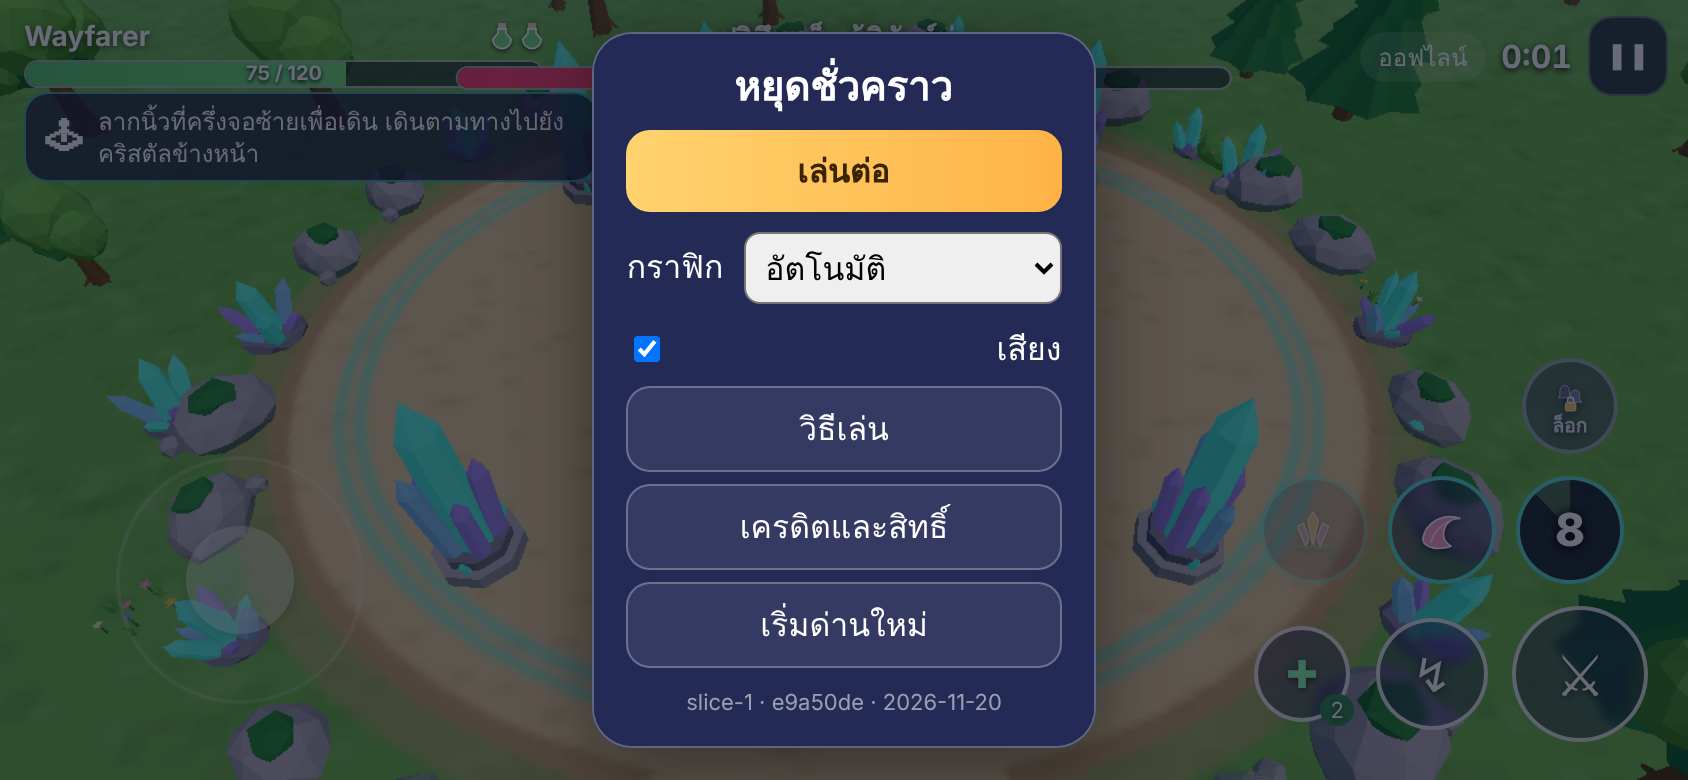 Wayfarer
75 / 120
ลากนิ้วที่ครึ่งจอซ้ายเพื่อเดิน เดินตามทางไปยัง
คริสตัลข้างหน้า
ออฟไลน์
0:01
หยุดชั่วคราว
เล่นต่อ
กราฟิก
อัตโนมัติ
เสียง
วิธีเล่น
เครดิตและสิทธิ์
เริ่มด่านใหม่
slice-1 · e9a50de · 2026-11-20
ล็อก
8
2